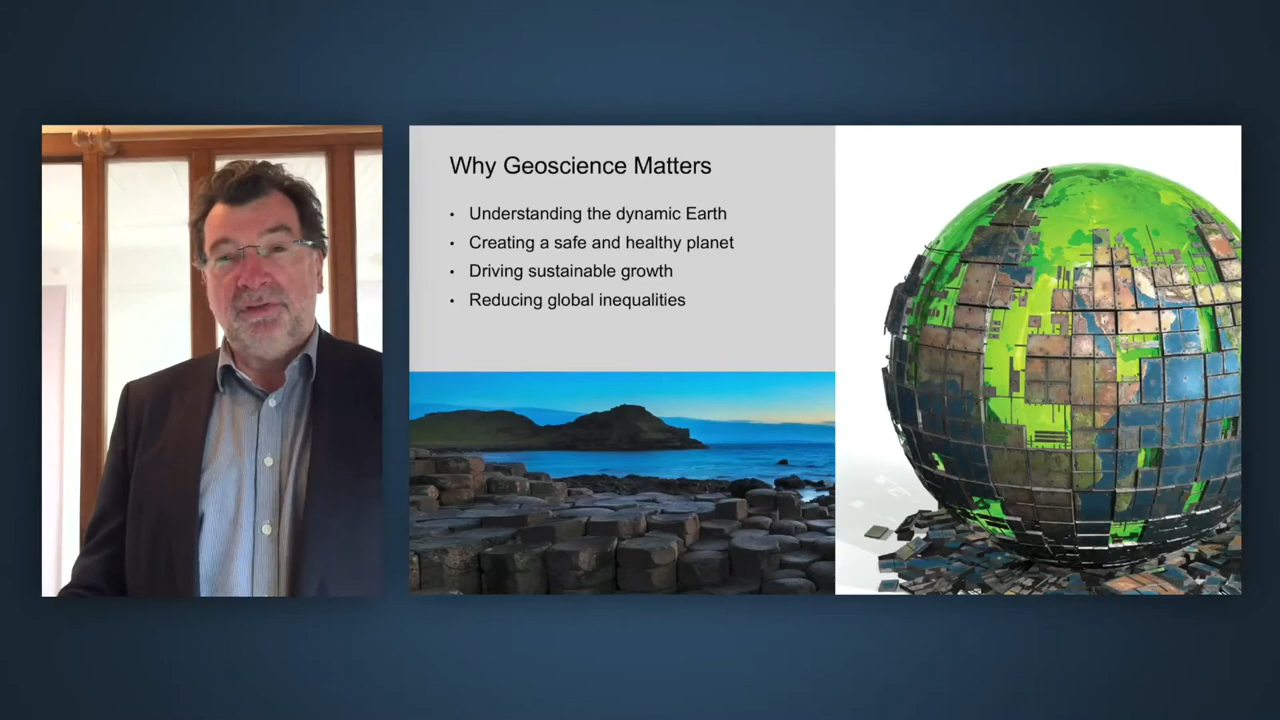 Why Geoscience Matters
• Understanding the dynamic Earth
• Creating a safe and healthy planet
• Driving sustainable growth
• Reducing global inequalities